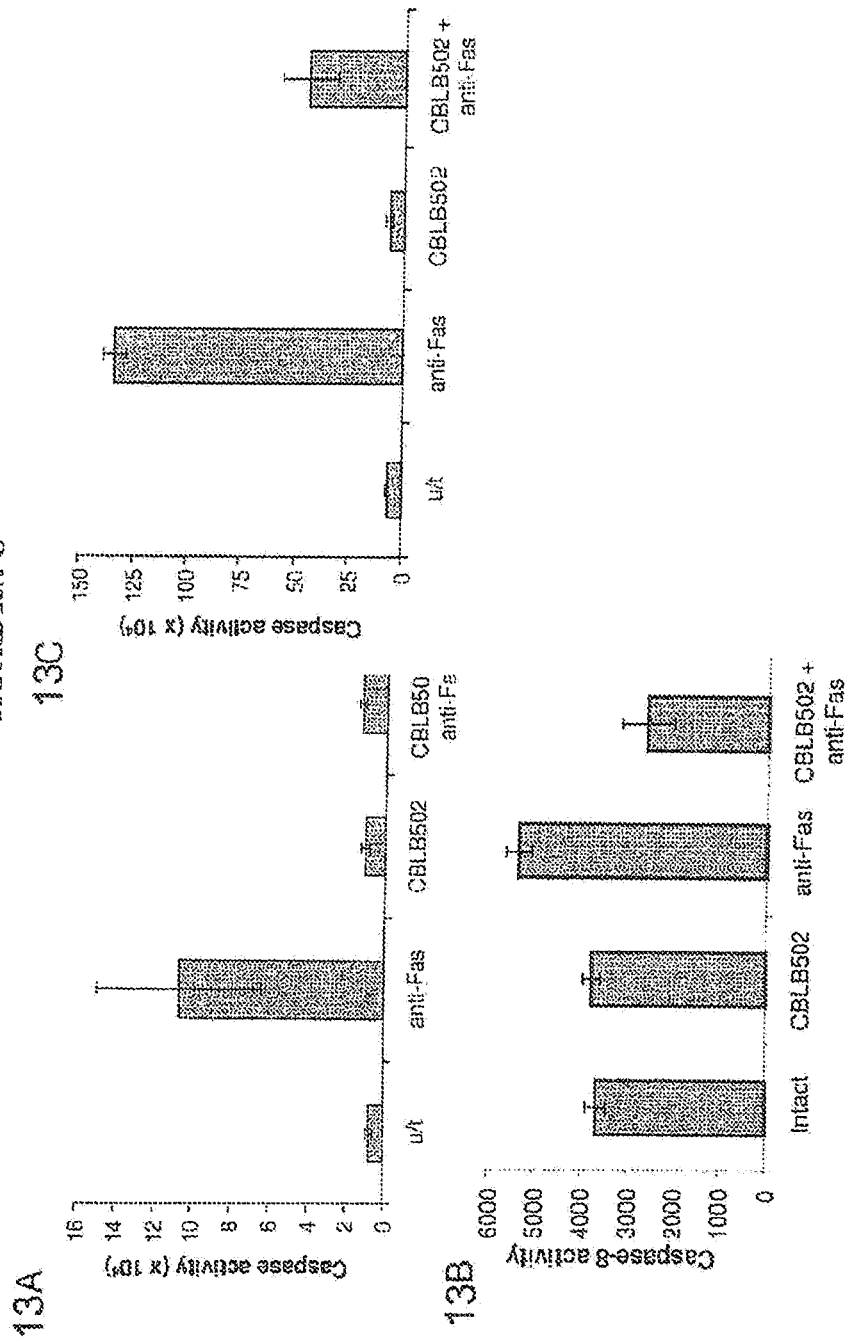 13A
Caspase activity (x 10⁴)
16
14
12
10
8
6
4
2
0
u/t
anti-Fas
CBLB502
CBLB50
anti-Fa
13B
Caspase-8 activity
6000
5000
4000
3000
2000
1000
0
Intact
CBLB502
anti-Fas
CBLB502 +
anti-Fas
13C
Caspase activity (x 10⁴)
150
125
100
75
50
25
0
u/t
anti-Fas
CBLB502
CBLB502 +
anti-Fas